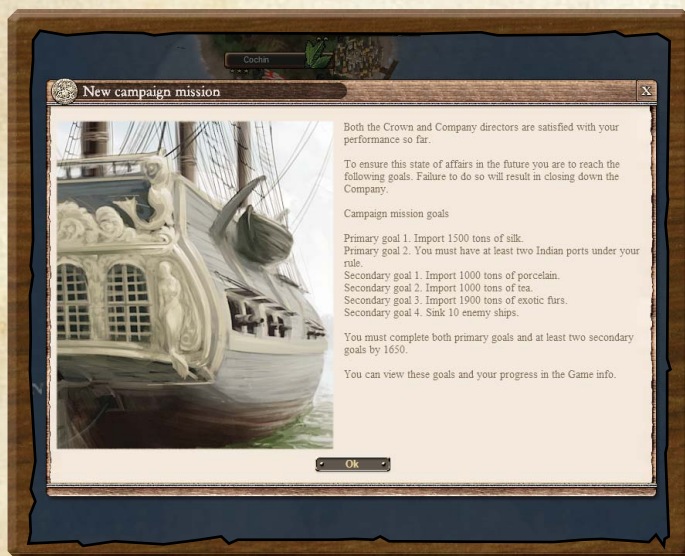 Cochin
New campaign mission
X
Both the Crown and Company directors are satisfied with your
performance so far.
To ensure this state of affairs in the future you are to reach the
following goals. Failure to do so will result in closing down the
Company.
Campaign mission goals
Primary goal 1. Import 1500 tons of silk.
Primary goal 2. You must have at least two Indian ports under your
rule.
Secondary goal 1. Import 1000 tons of porcelain.
Secondary goal 2. Import 1000 tons of tea.
Secondary goal 3. Import 1900 tons of exotic furs.
Secondary goal 4. Sink 10 enemy ships.
You must complete both primary goals and at least two secondary
goals by 1650.
You can view these goals and your progress in the Game info.
Ok